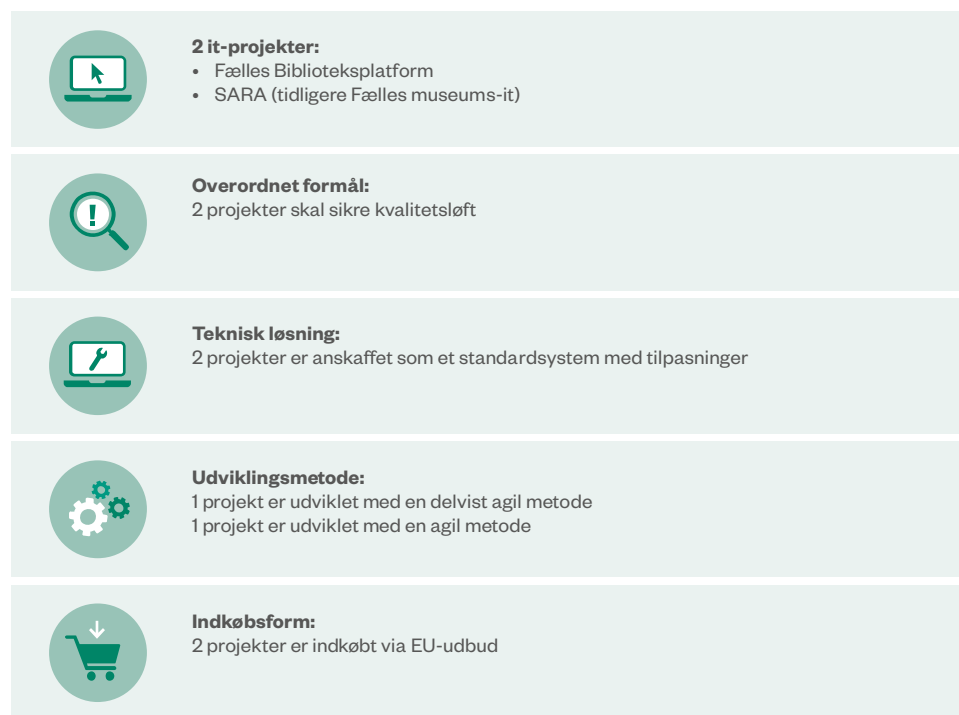 2 it-projekter:
• Fælles Biblioteksplatform
• SARA (tidligere Fælles museums-it)
Overordnet formål:
2 projekter skal sikre kvalitetsløft
Teknisk løsning:
2 projekter er anskaffet som et standardsystem med tilpasninger
Udviklingsmetode:
1 projekt er udviklet med en delvist agil metode
1 projekt er udviklet med en agil metode
Indkøbsform:
2 projekter er indkøbt via EU-udbud